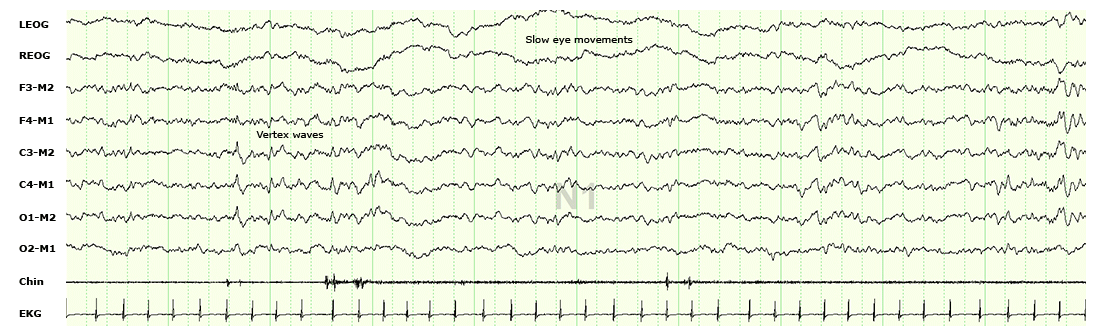 LEOG
Slow eye movements
REOG
F3-M2
F4-M1
Vertex waves
C3-M2
C4-M1
N1
O1-M2
O2-M1
Chin
EKG